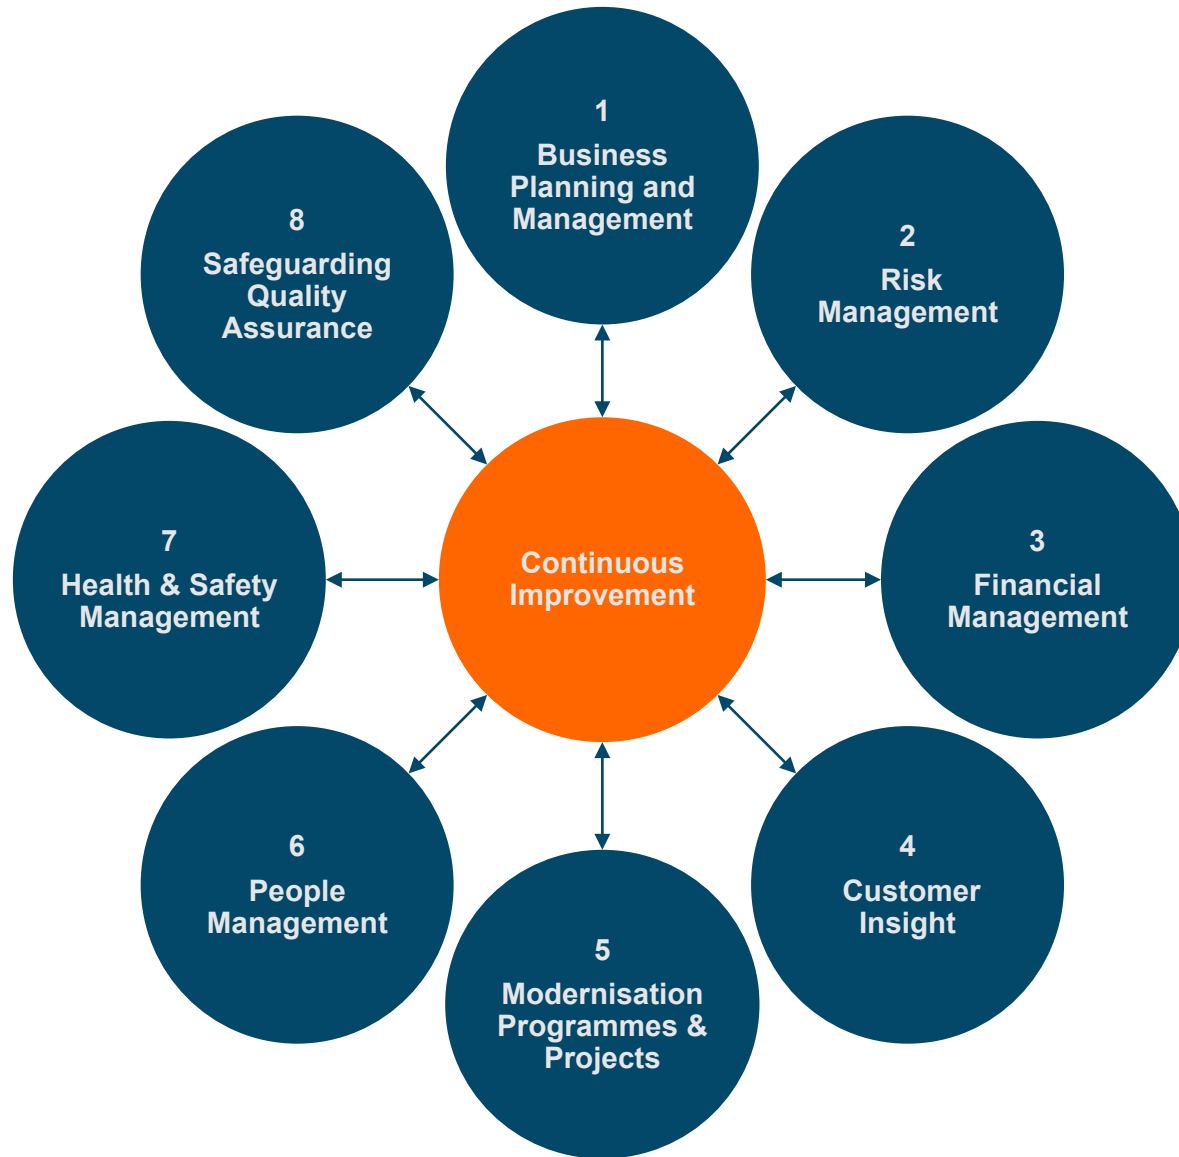 1
Business
Planning and
Management
2
Risk
Management
3
Financial
Management
4
Customer
Insight
5
Modernisation
Programmes &
Projects
6
People
Management
7
Health & Safety
Management
8
Safeguarding
Quality
Assurance
Continuous
Improvement